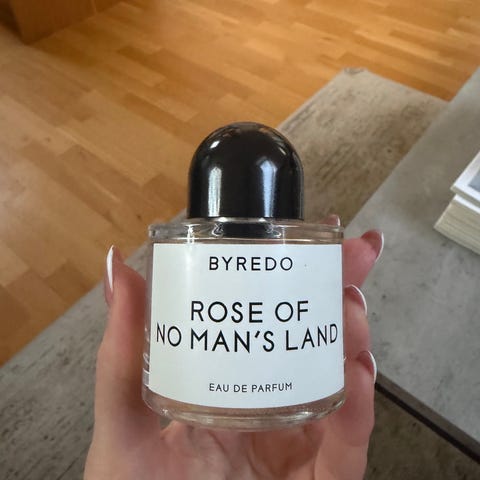 BYREDO
ROSE OF
NO MAN'S LAND
EAU DE PARFUM